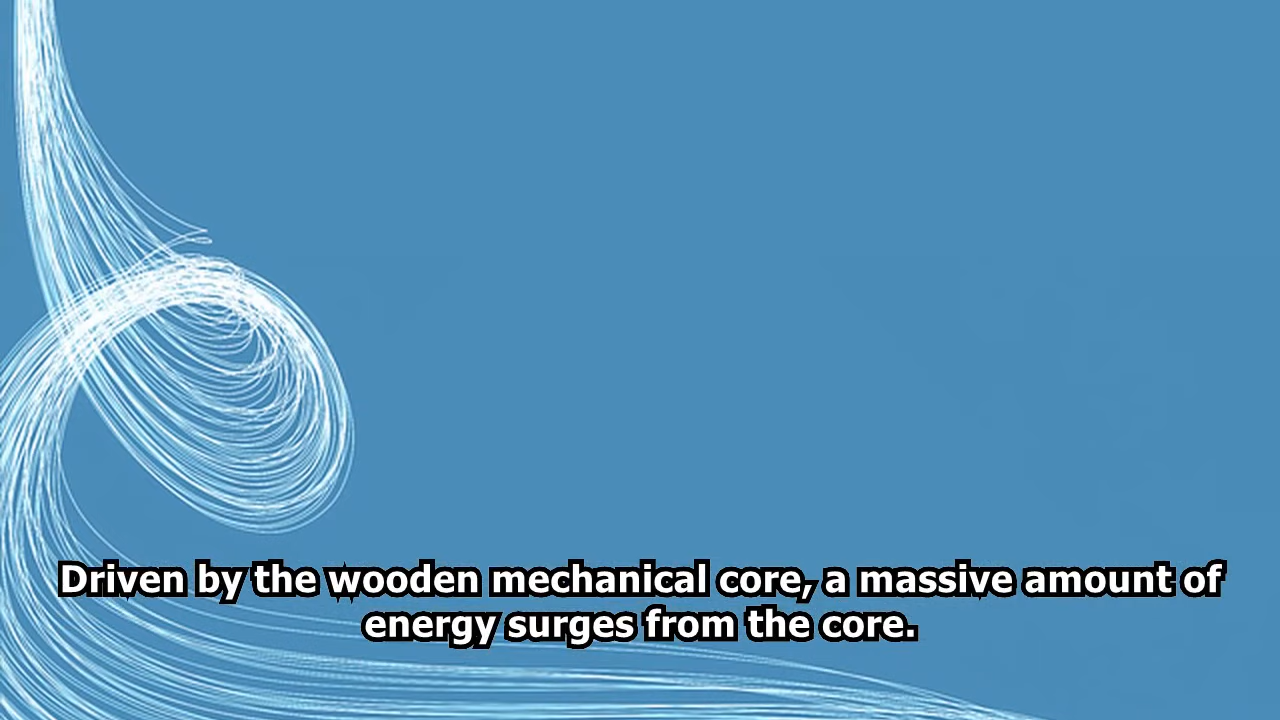 Driven by the wooden mechanical core, a massive amount of
energy surges from the core.